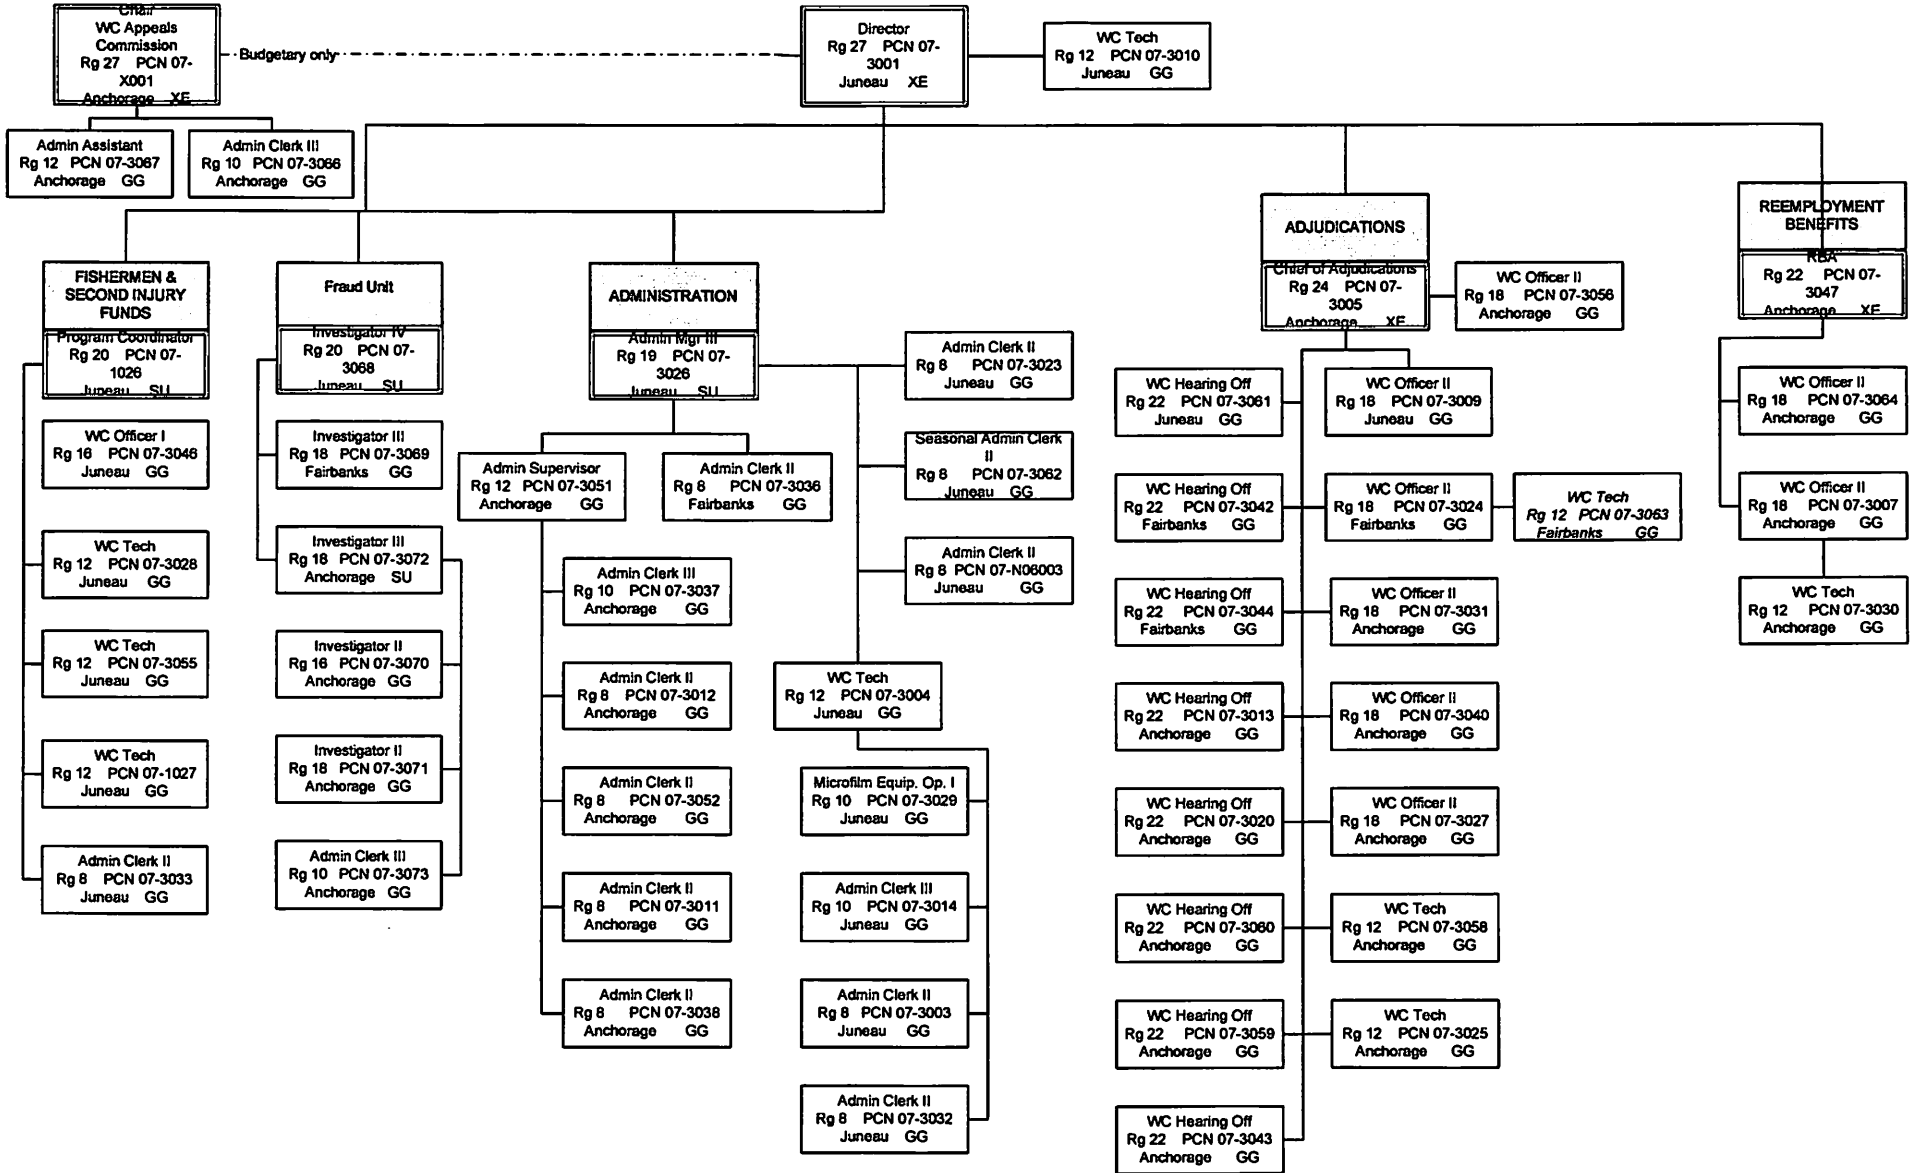 Chair
WC Appeals
Commission
Rg 27 PCN 07-
X001
Anchorage XE
Budgetary only
Director
Rg 27 PCN 07-
3001
Juneau XE
WC Tech
Rg 12 PCN 07-3010
Juneau GG
Admin Assistant
Rg 12 PCN 07-3067
Anchorage GG
Admin Clerk III
Rg 10 PCN 07-3066
Anchorage GG
FISHERMEN &
SECOND INJURY
FUNDS
Program Coordinator
Rg 20 PCN 07-
1026
Juneau SU
WC Officer I
Rg 16 PCN 07-3046
Juneau GG
WC Tech
Rg 12 PCN 07-3028
Juneau GG
WC Tech
Rg 12 PCN 07-3055
Juneau GG
WC Tech
Rg 12 PCN 07-1027
Juneau GG
Admin Clerk II
Rg 8 PCN 07-3033
Juneau GG
Fraud Unit
Investigator IV
Rg 20 PCN 07-
3068
Juneau SU
Investigator III
Rg 18 PCN 07-3069
Fairbanks GG
Investigator III
Rg 18 PCN 07-3072
Anchorage SU
Investigator II
Rg 16 PCN 07-3070
Anchorage GG
Investigator II
Rg 18 PCN 07-3071
Anchorage GG
Admin Clerk III
Rg 10 PCN 07-3073
Anchorage GG
ADMINISTRATION
Admin Mgr III
Rg 19 PCN 07-
3026
Juneau SU
Admin Supervisor
Rg 12 PCN 07-3051
Anchorage GG
Admin Clerk II
Rg 8 PCN 07-3036
Fairbanks GG
Admin Clerk III
Rg 10 PCN 07-3037
Anchorage GG
Admin Clerk II
Rg 8 PCN 07-3012
Anchorage GG
Admin Clerk II
Rg 8 PCN 07-3052
Anchorage GG
Admin Clerk II
Rg 8 PCN 07-3011
Anchorage GG
Admin Clerk II
Rg 8 PCN 07-3038
Anchorage GG
Admin Clerk II
Rg 8 PCN 07-3023
Juneau GG
Seasonal Admin Clerk
II
Rg 8 PCN 07-3062
Juneau GG
Admin Clerk II
Rg 8 PCN 07-N06003
Juneau GG
WC Tech
Rg 12 PCN 07-3004
Juneau GG
Microfilm Equip. Op. I
Rg 10 PCN 07-3029
Juneau GG
Admin Clerk III
Rg 10 PCN 07-3014
Juneau GG
Admin Clerk II
Rg 8 PCN 07-3003
Juneau GG
Admin Clerk II
Rg 8 PCN 07-3032
Juneau GG
ADJUDICATIONS
Chief of Adjudications
Rg 24 PCN 07-
3005
Anchorage XE
WC Officer II
Rg 18 PCN 07-3056
Anchorage GG
WC Hearing Off
Rg 22 PCN 07-3061
Juneau GG
WC Officer II
Rg 18 PCN 07-3009
Juneau GG
WC Hearing Off
Rg 22 PCN 07-3042
Fairbanks GG
WC Officer II
Rg 18 PCN 07-3024
Fairbanks GG
WC Tech
Rg 12 PCN 07-3063
Fairbanks GG
WC Hearing Off
Rg 22 PCN 07-3044
Fairbanks GG
WC Officer II
Rg 18 PCN 07-3031
Anchorage GG
WC Hearing Off
Rg 22 PCN 07-3013
Anchorage GG
WC Officer II
Rg 18 PCN 07-3040
Anchorage GG
WC Hearing Off
Rg 22 PCN 07-3020
Anchorage GG
WC Officer II
Rg 18 PCN 07-3027
Anchorage GG
WC Hearing Off
Rg 22 PCN 07-3060
Anchorage GG
WC Tech
Rg 12 PCN 07-3058
Anchorage GG
WC Hearing Off
Rg 22 PCN 07-3059
Anchorage GG
WC Tech
Rg 12 PCN 07-3025
Anchorage GG
WC Hearing Off
Rg 22 PCN 07-3043
Anchorage GG
REEMPLOYMENT
BENEFITS
RBA
Rg 22 PCN 07-
3047
Anchorage XE
WC Officer II
Rg 18 PCN 07-3064
Anchorage GG
WC Officer II
Rg 18 PCN 07-3007
Anchorage GG
WC Tech
Rg 12 PCN 07-3030
Anchorage GG